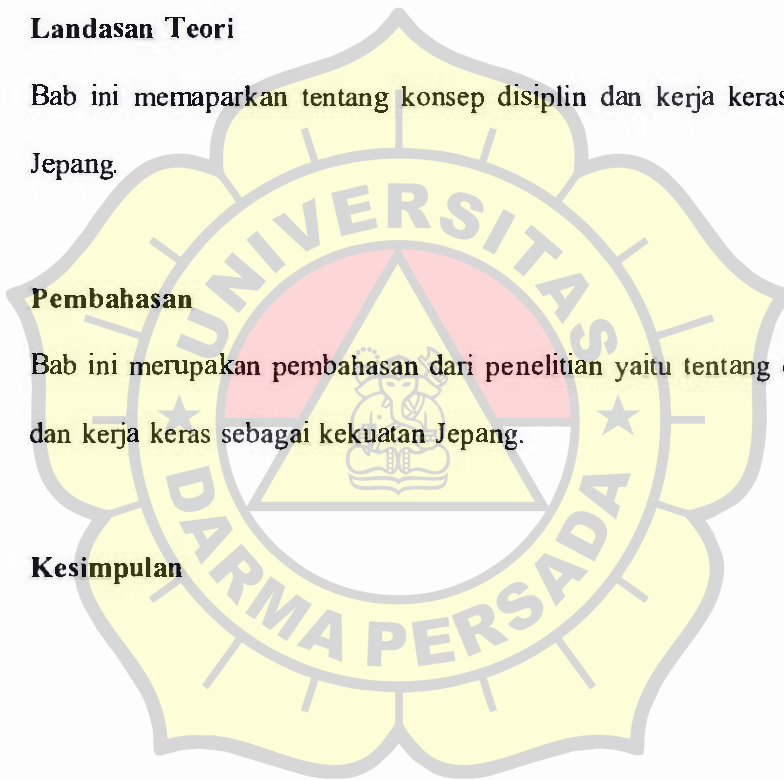 Landasan Teori
Bab ini memaparkan tentang konsep disiplin dan kerja keras
Jepang.
UNIVERSITAS
Pembahasan
Bab ini merupakan pembahasan dari penelitian yaitu tentang
dan kerja keras sebagai kekuatan Jepang.
Kesimpulan
DARMA PERSADA